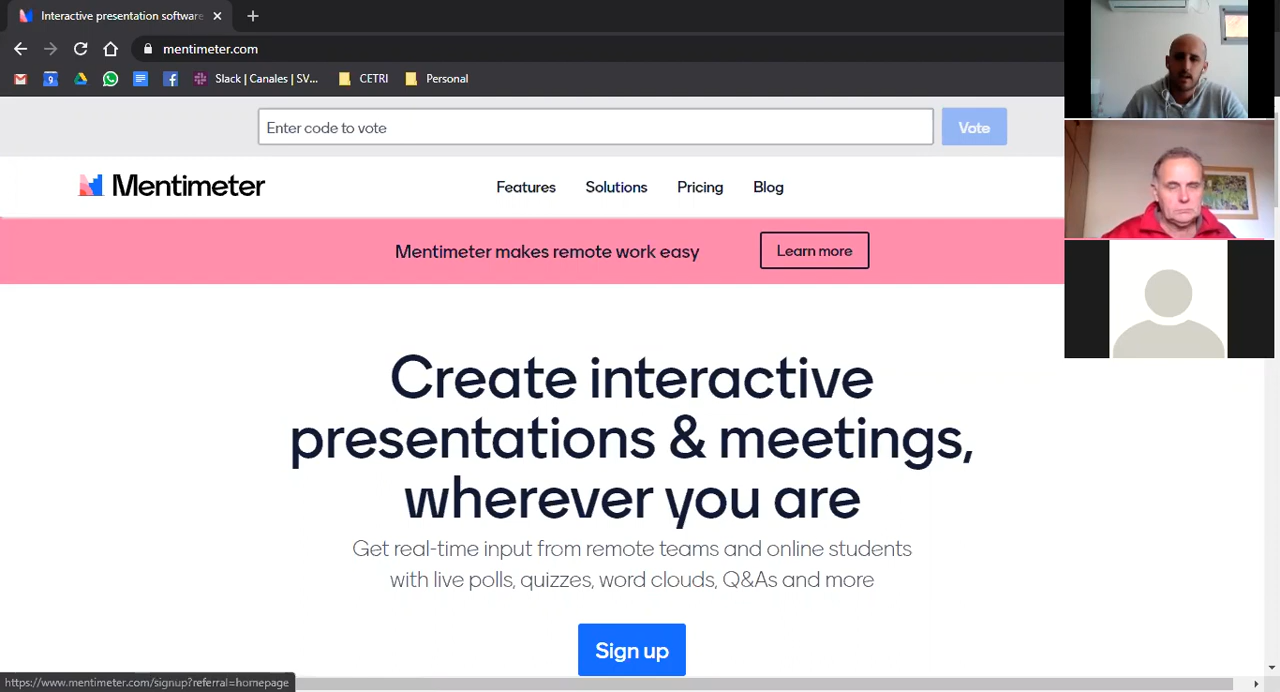 Interactive presentation software
mentimeter.com
Slack | Canales | SV...
CETRI
Personal
Enter code to vote
Vote
Mentimeter
Features
Solutions
Pricing
Blog
Mentimeter makes remote work easy
Learn more
Create interactive
presentations & meetings,
wherever you are
Get real-time input from remote teams and online students
with live polls, quizzes, word clouds, Q&As and more
Sign up
https://www.mentimeter.com/signup?referral=homepage